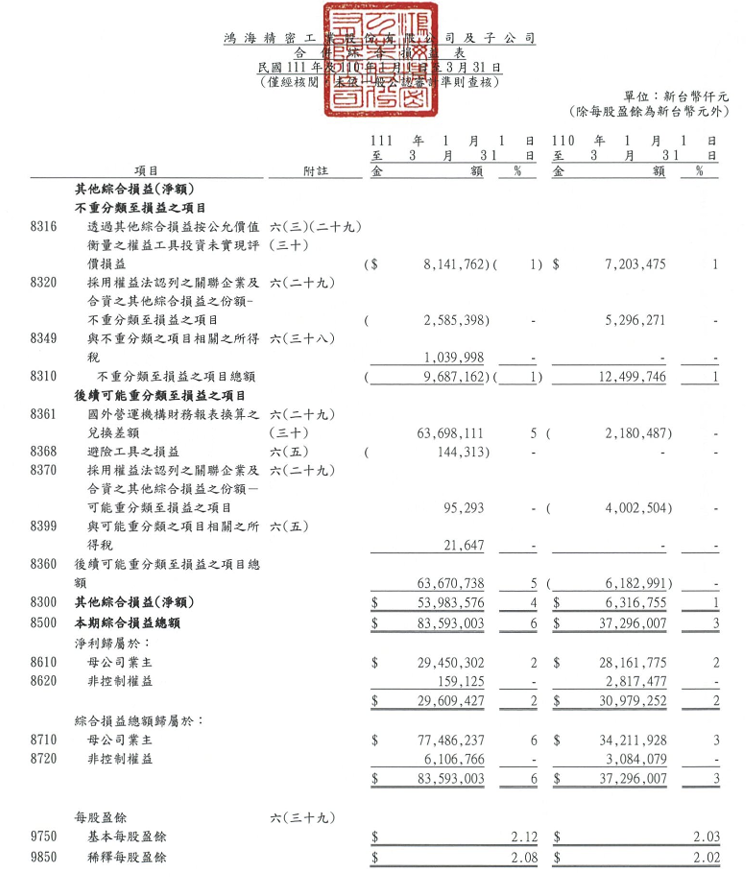 鴻海精密工業股份有限公司及子公司
合併綜合損益表
民國111年及110年1月1日至3月31日
(僅經核閱,未依一般公認審計準則查核)
單位:新台幣仟元
(除每股盈餘為新台幣元外)
111 年 1 月 1 日 110 年 1 月 1 日
至 3 月 31 日 至 3 月 31 日
項目 附註 金 額 % 金 額 %
其他綜合損益(淨額)
不重分類至損益之項目
8316 透過其他綜合損益按公允價值 六(三)(二十九)
衡量之權益工具投資未實現評 (三十)
價損益 ($ 8,141,762)( 1) $ 7,203,475 1
8320 採用權益法認列之關聯企業及 六(二十九)
合資之其他綜合損益之份額-
不重分類至損益之項目 ( 2,585,398) - 5,296,271 -
8349 與不重分類之項目相關之所得 六(三十八)
稅 1,039,998 - - -
8310 不重分類至損益之項目總額 ( 9,687,162)( 1) 12,499,746 1
後續可能重分類至損益之項目
8361 國外營運機構財務報表換算之 六(二十九)
兌換差額 (三十) 63,698,111 5 ( 2,180,487) -
8368 避險工具之損益 六(五) ( 144,313) - - -
8370 採用權益法認列之關聯企業及 六(二十九)
合資之其他綜合損益之份額－
可能重分類至損益之項目 95,293 - ( 4,002,504) -
8399 與可能重分類之項目相關之所 六(五)
得稅 21,647 - - -
8360 後續可能重分類至損益之項目總
額 63,670,738 5 ( 6,182,991) -
8300 其他綜合損益(淨額) $ 53,983,576 4 $ 6,316,755 1
8500 本期綜合損益總額 $ 83,593,003 6 $ 37,296,007 3
淨利歸屬於:
8610 母公司業主 $ 29,450,302 2 $ 28,161,775 2
8620 非控制權益 159,125 - 2,817,477 -
$ 29,609,427 2 $ 30,979,252 2
綜合損益總額歸屬於:
8710 母公司業主 $ 77,486,237 6 $ 34,211,928 3
8720 非控制權益 6,106,766 - 3,084,079 -
$ 83,593,003 6 $ 37,296,007 3
每股盈餘 六(三十九)
9750 基本每股盈餘 $ 2.12 $ 2.03
9850 稀釋每股盈餘 $ 2.08 $ 2.02